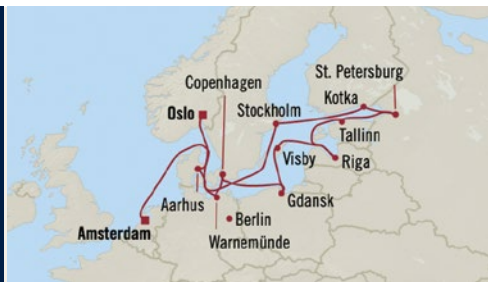 St. Petersburg
Copenhagen
Kotka
Oslo
Stockholm
Tallinn
Visby
Riga
Aarhus
Gdansk
Berlin
Amsterdam
Warnemünde